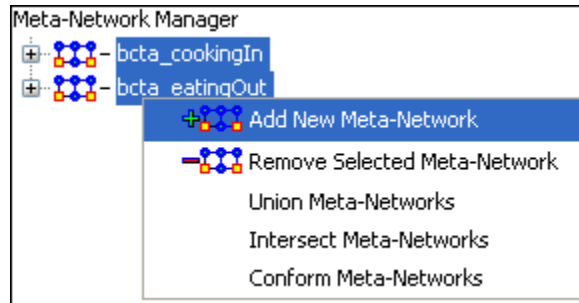 Meta-Network Manager
bcta_cookingIn
bcta_eatingOut
Add New Meta-Network
Remove Selected Meta-Network
Union Meta-Networks
Intersect Meta-Networks
Conform Meta-Networks